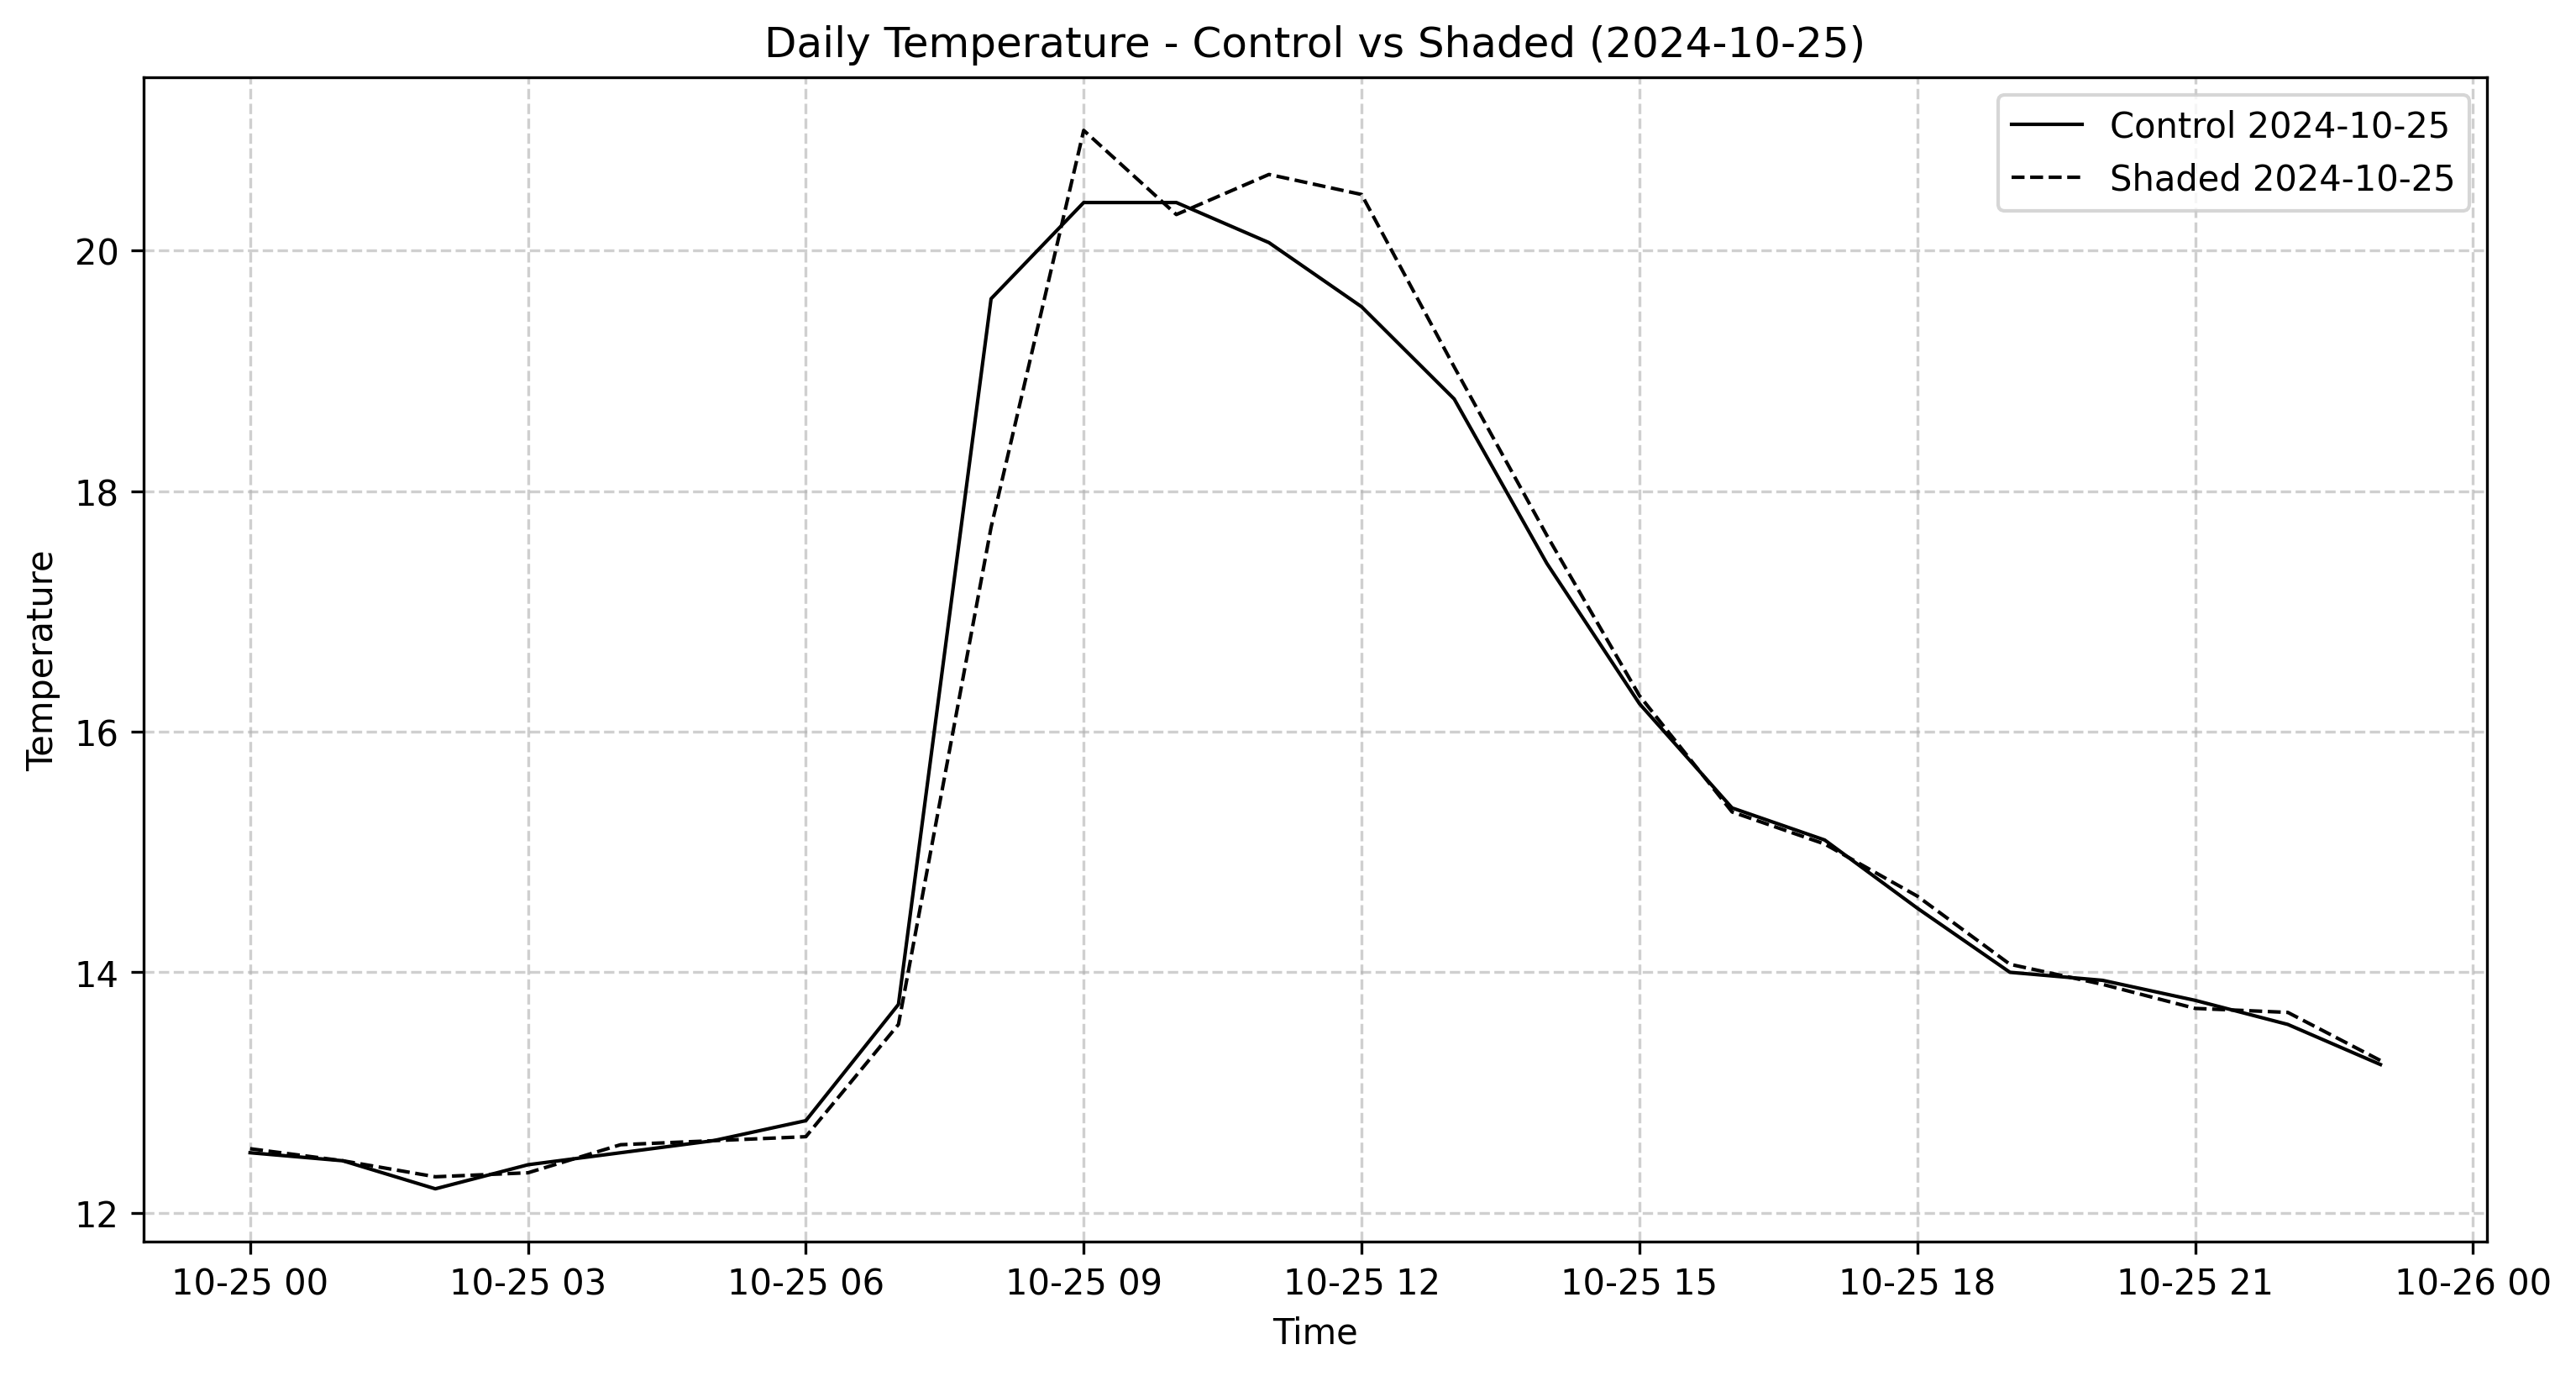 Daily Temperature - Control vs Shaded (2024-10-25)
Control 2024-10-25
Shaded 2024-10-25
Temperature
20
18
16
14
12
10-25 00
10-25 03
10-25 06
10-25 09
10-25 12
10-25 15
10-25 18
10-25 21
10-26 00
Time